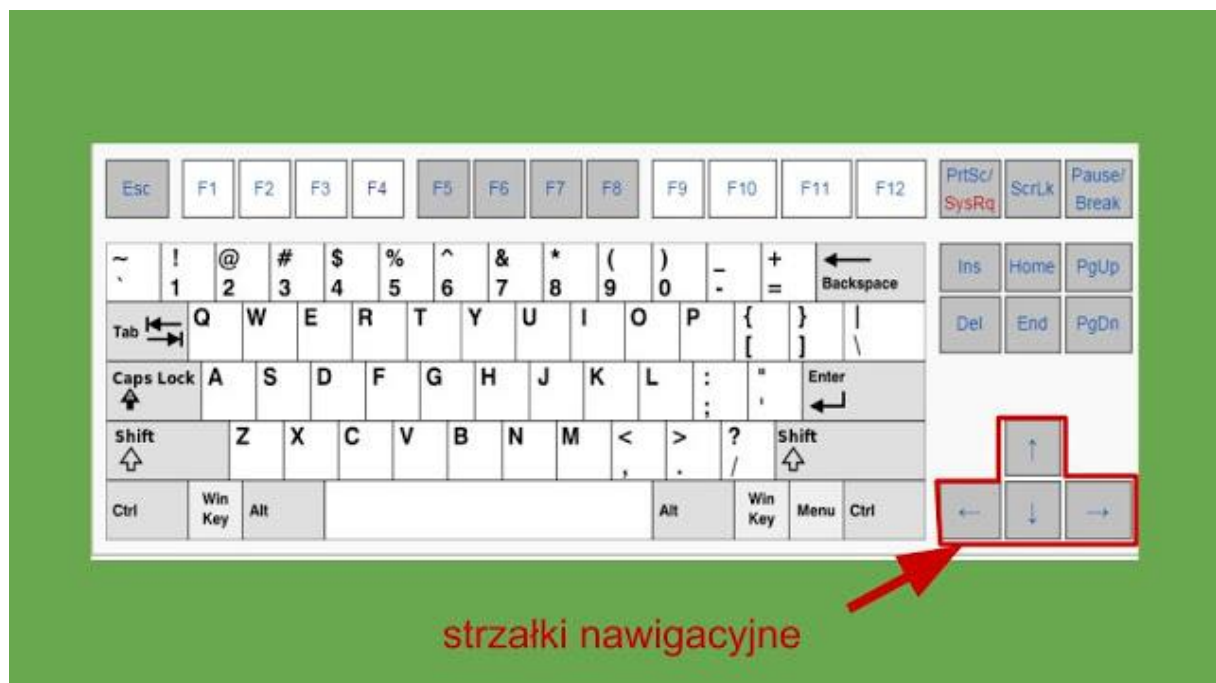 Esc F1 F2 F3 F4 F5 F6 F7 F8 F9 F10 F11 F12 PrtSc/ SysRq ScrLk Pause/ Break
~ ` ! 1 @ 2 # 3 $ 4 % 5 ^ 6 & 7 * 8 ( 9 ) 0 _ - + = ← Backspace Ins Home PgUp
Tab Q W E R T Y U I O P { [ } ] | \ Del End PgDn
Caps Lock A S D F G H J K L : ; " ' Enter
Shift Z X C V B N M < , > . ? / Shift ↑
Ctrl Win Key Alt Alt Win Key Menu Ctrl ← ↓ →
strzałki nawigacyjne